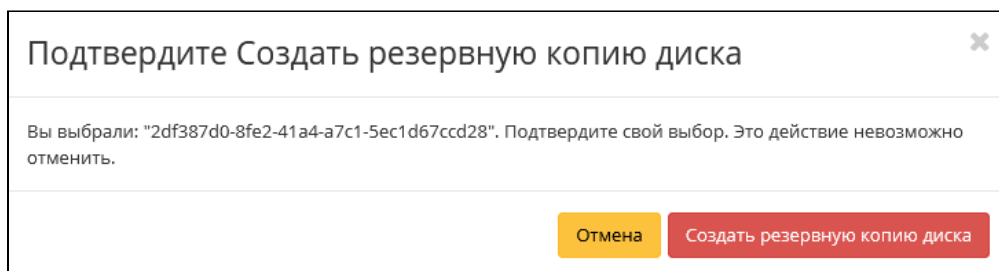 Подтвердите Создать резервную копию диска
Вы выбрали: "2df387d0-8fe2-41a4-a7c1-5ec1d67ccd28". Подтвердите свой выбор. Это действие невозможно
отменить.
Отмена
Создать резервную копию диска